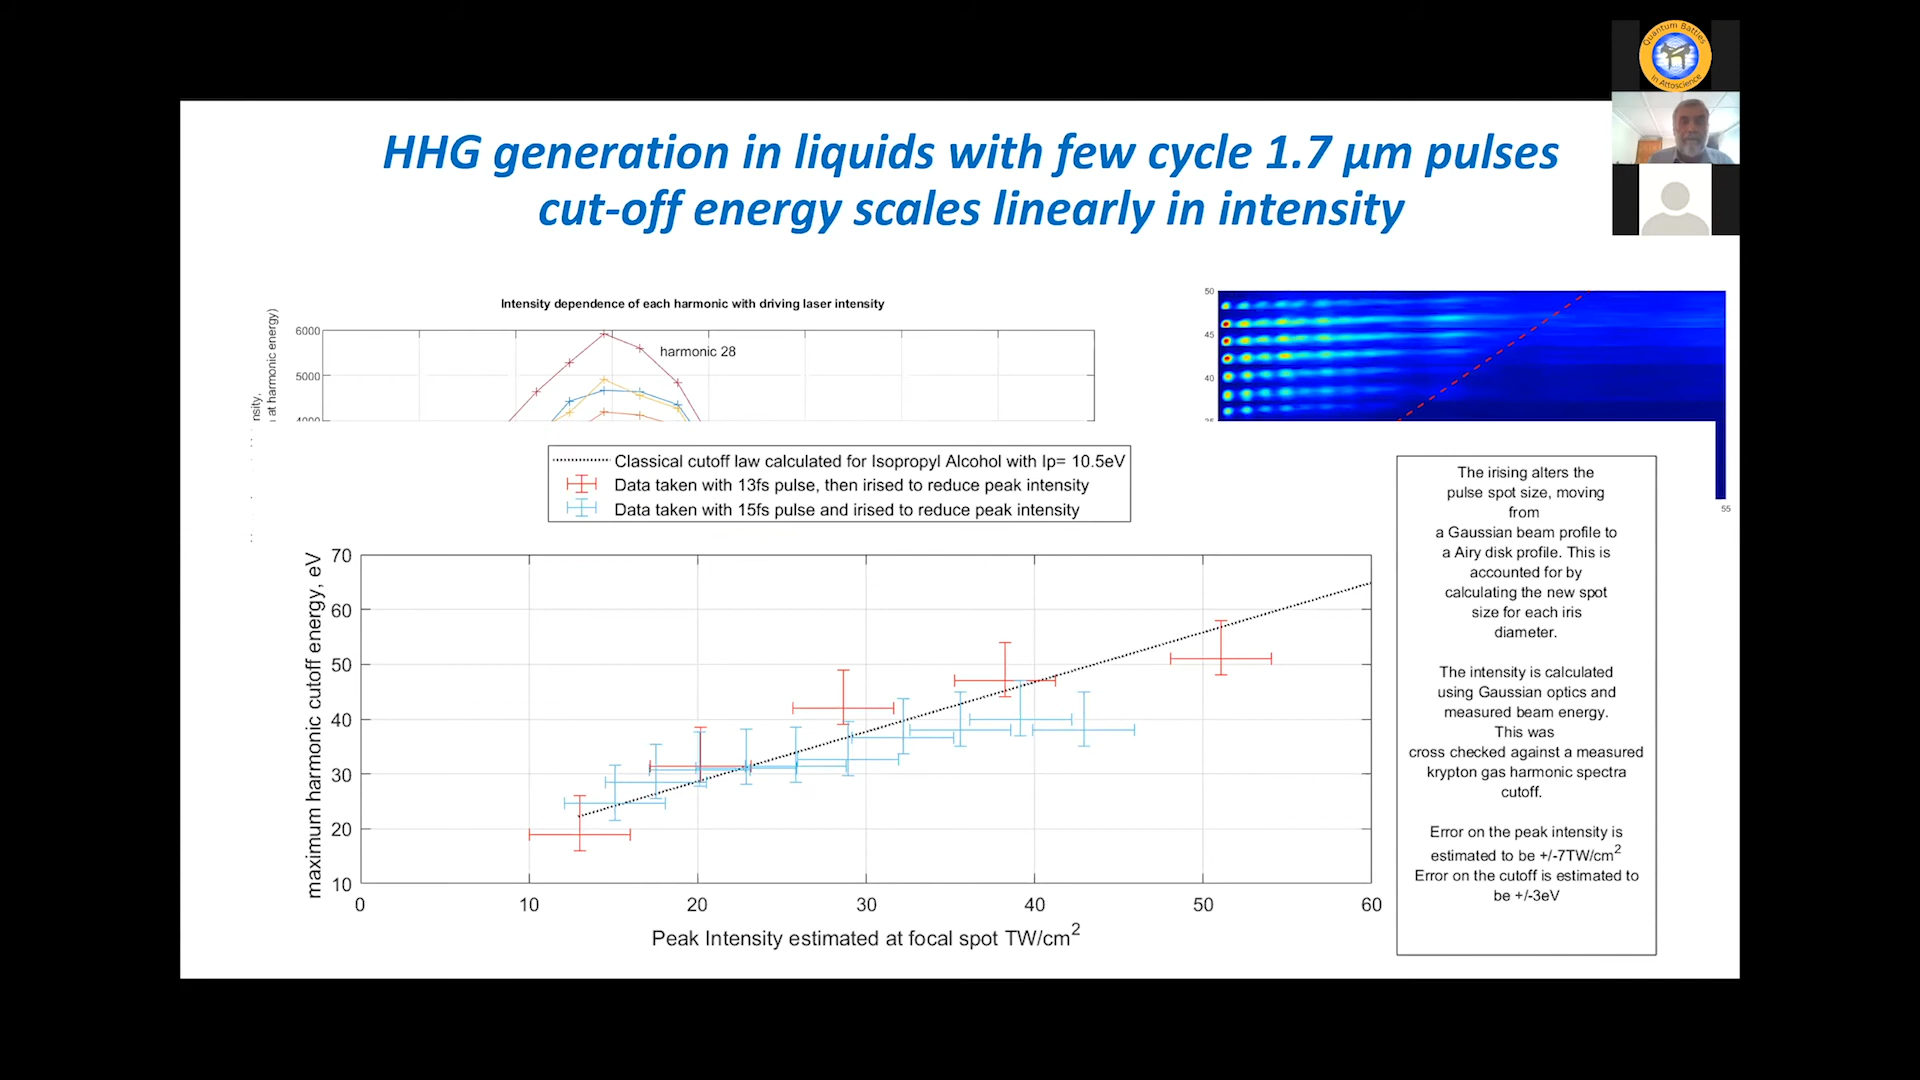 Quantum Battles
in Attoscience
HHG generation in liquids with few cycle 1.7 µm pulses
cut-off energy scales linearly in intensity
Intensity dependence of each harmonic with driving laser intensity
at harmonic energy)
6000
5000
harmonic 28
50
45
40
55
Classical cutoff law calculated for Isopropyl Alcohol with Ip= 10.5eV
Data taken with 13fs pulse, then irised to reduce peak intensity
Data taken with 15fs pulse and irised to reduce peak intensity
maximum harmonic cutoff energy, eV
70
60
50
40
30
20
10
0 10 20 30 40 50 60
Peak Intensity estimated at focal spot TW/cm2
The irising alters the
pulse spot size, moving
from
a Gaussian beam profile to
a Airy disk profile. This is
accounted for by
calculating the new spot
size for each iris
diameter.
The intensity is calculated
using Gaussian optics and
measured beam energy.
This was
cross checked against a measured
krypton gas harmonic spectra
cutoff.
Error on the peak intensity is
estimated to be +/-7TW/cm2
Error on the cutoff is estimated to
be +/-3eV